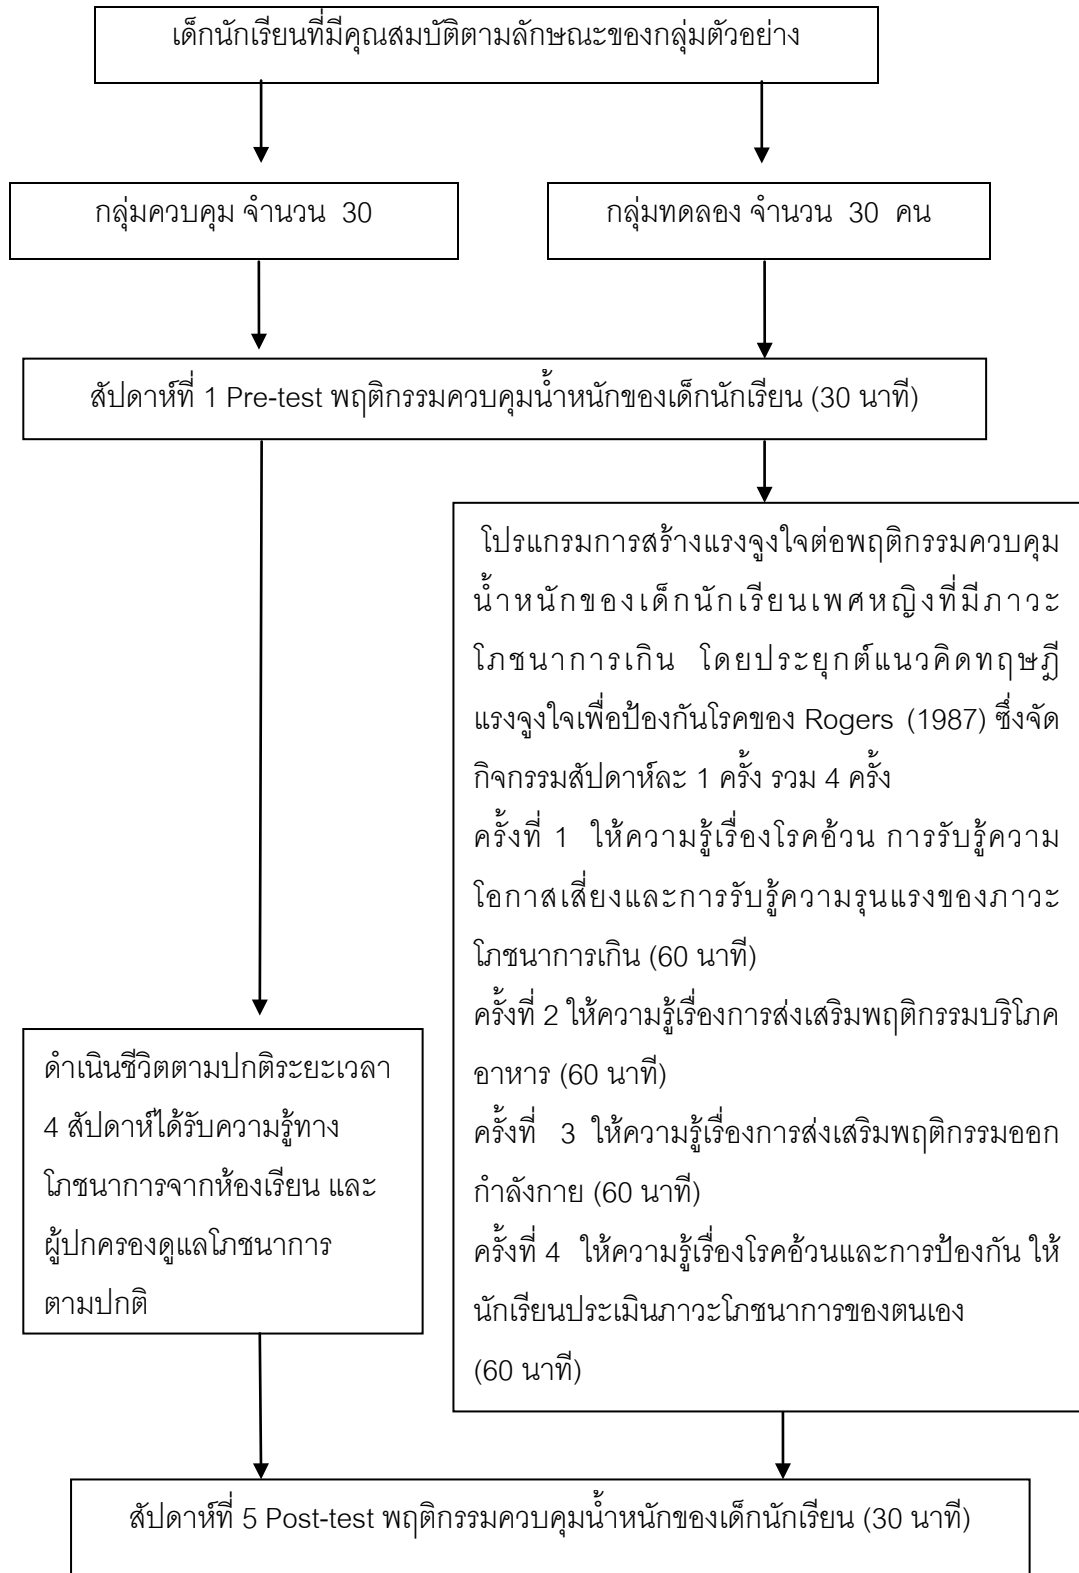 เด็กนักเรียนที่มีคุณสมบัติตามลักษณะของกลุ่มตัวอย่าง
กลุ่มควบคุม จำนวน 30
กลุ่มทดลอง จำนวน 30 คน
สัปดาห์ที่ 1 Pre-test พฤติกรรมควบคุมน้ำหนักของเด็กนักเรียน (30 นาที)
โปรแกรมการสร้างแรงจูงใจต่อพฤติกรรมควบคุม
น้ำหนักของเด็กนักเรียนเพศหญิงที่มีภาวะ
โภชนาการเกิน โดยประยุกต์แนวคิดทฤษฎี
แรงจูงใจเพื่อป้องกันโรคของ Rogers (1987) ซึ่งจัด
กิจกรรมสัปดาห์ละ 1 ครั้ง รวม 4 ครั้ง
ครั้งที่ 1 ให้ความรู้เรื่องโรคอ้วน การรับรู้ความ
โอกาสเสี่ยงและการรับรู้ความรุนแรงของภาวะ
โภชนาการเกิน (60 นาที)
ครั้งที่ 2 ให้ความรู้เรื่องการส่งเสริมพฤติกรรมบริโภค
อาหาร (60 นาที)
ครั้งที่ 3 ให้ความรู้เรื่องการส่งเสริมพฤติกรรมออก
กำลังกาย (60 นาที)
ครั้งที่ 4 ให้ความรู้เรื่องโรคอ้วนและการป้องกัน ให้
นักเรียนประเมินภาวะโภชนาการของตนเอง
(60 นาที)
ดำเนินชีวิตตามปกติระยะเวลา
4 สัปดาห์ได้รับความรู้ทาง
โภชนาการจากห้องเรียน และ
ผู้ปกครองดูแลโภชนาการ
ตามปกติ
สัปดาห์ที่ 5 Post-test พฤติกรรมควบคุมน้ำหนักของเด็กนักเรียน (30 นาที)